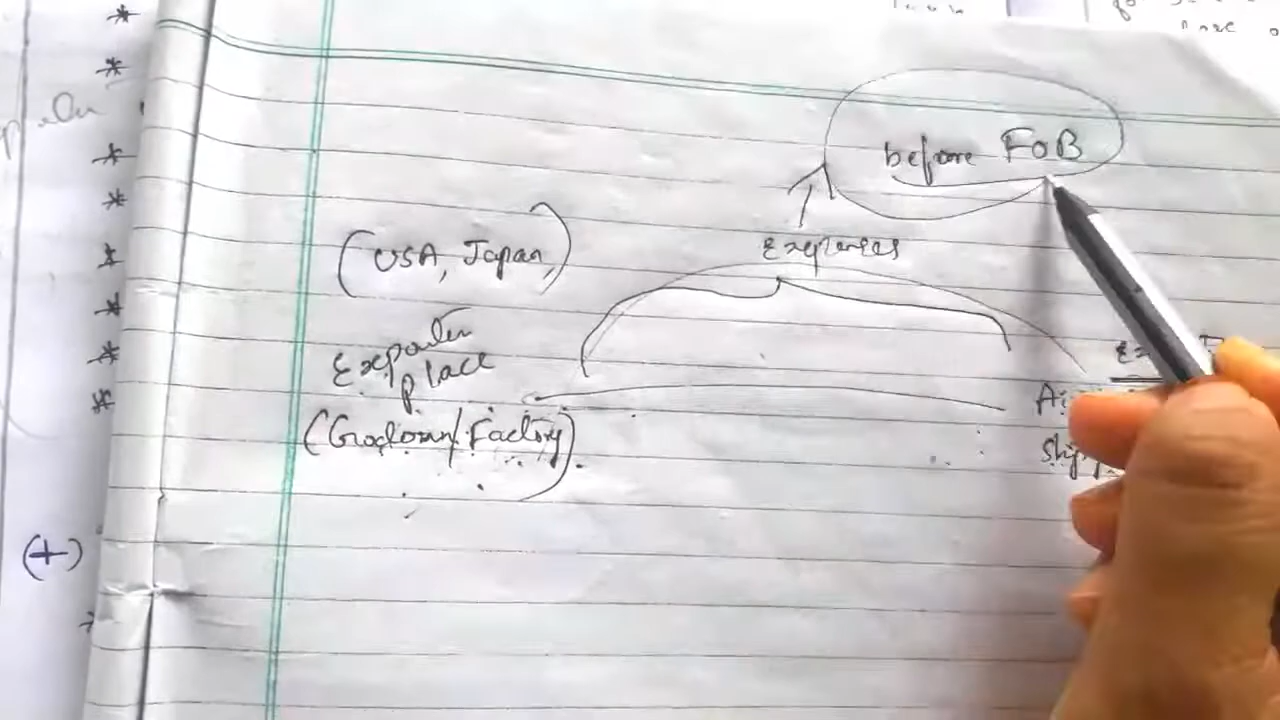 before FOB
Expenses
(USA, Japan,)
Exporter
place
(Godown/Factory)
(+)